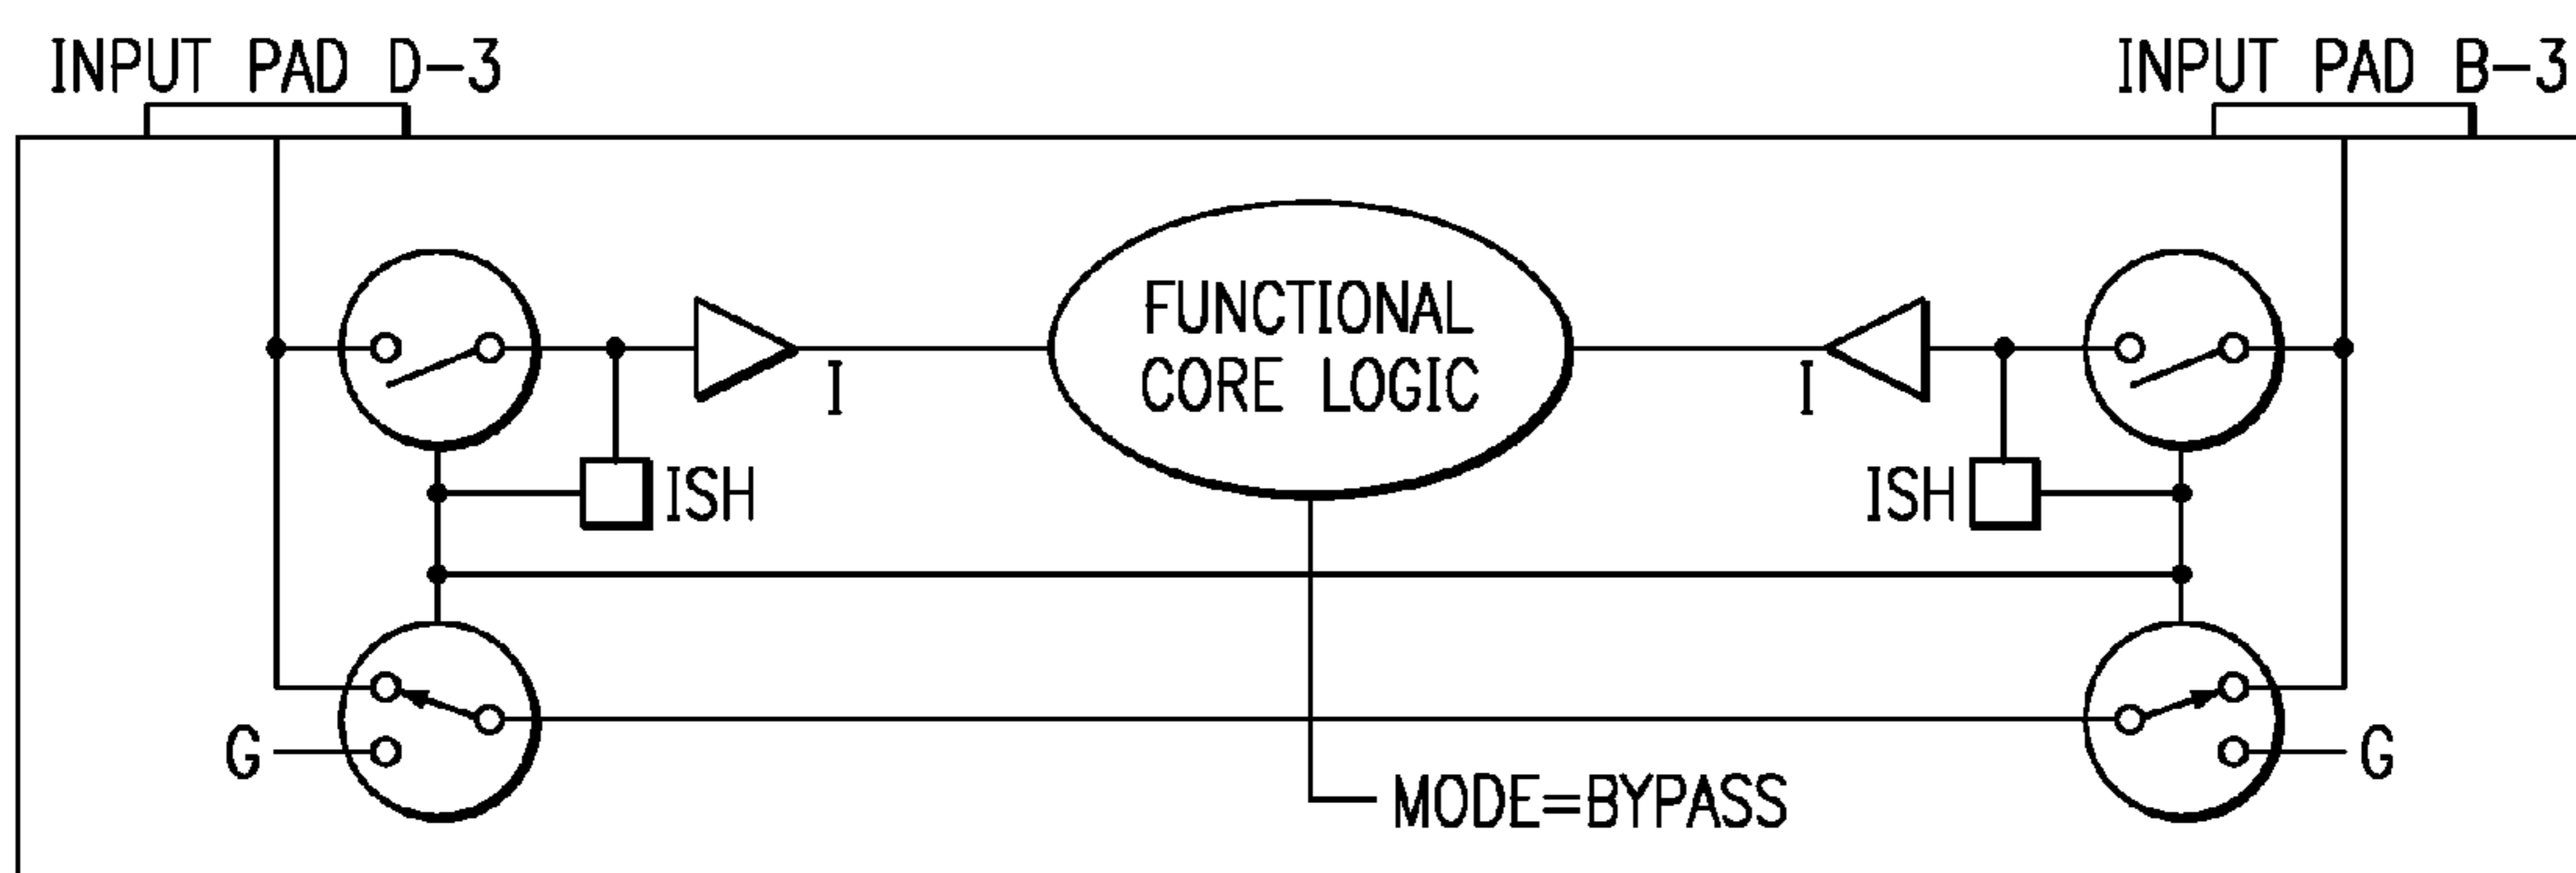 INPUT PAD D-3
INPUT PAD B-3
FUNCTIONAL
CORE LOGIC
I
I
ISH
ISH
G
G
MODE=BYPASS